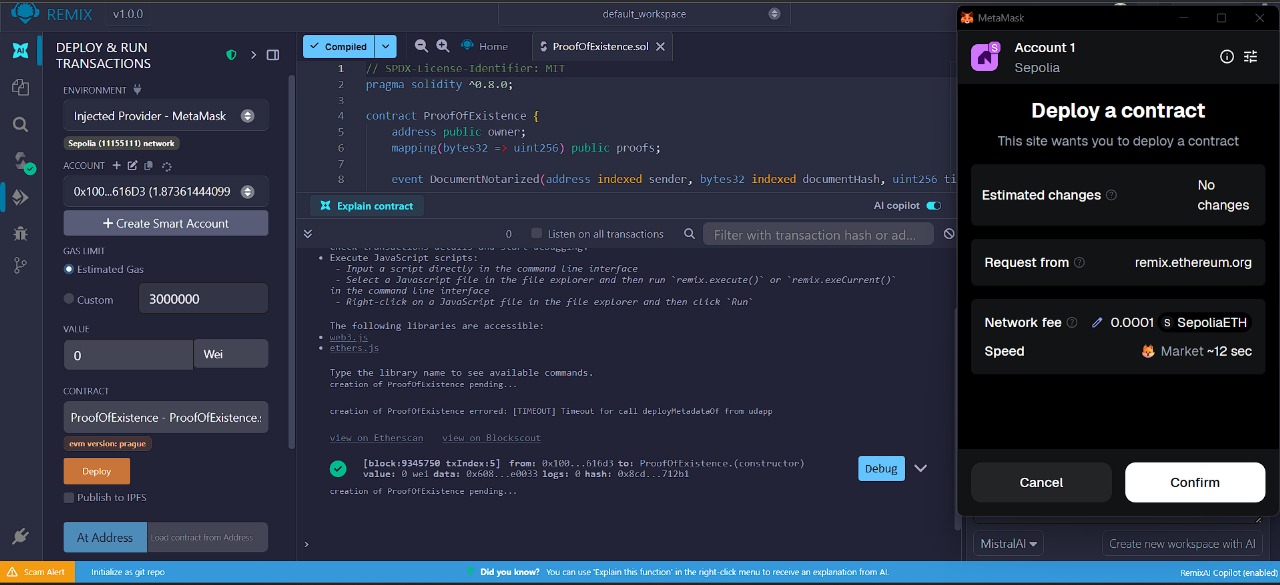 REMIX v1.0.0
default_workspace
DEPLOY & RUN
TRANSACTIONS
ENVIRONMENT
Injected Provider - MetaMask
Sepolia (11155111) network
ACCOUNT
0x100...616D3 (1.87361444099
Create Smart Account
GAS LIMIT
Estimated Gas
Custom 3000000
VALUE
0 Wei
CONTRACT
ProofOfExistence - ProofOfExistence.s
evm version: prague
Deploy
Publish to IPFS
At Address Load contract from Address
Compiled Home ProofOfExistence.sol
1 // SPDX-License-Identifier: MIT
2 pragma solidity ^0.8.0;
3
4 contract ProofOfExistence {
5 address public owner;
6 mapping(bytes32 => uint256) public proofs;
7
8 event DocumentNotarized(address indexed sender, bytes32 indexed documentHash, uint256 ti
Explain contract AI copilot
0 Listen on all transactions Filter with transaction hash or ad...
check transactions details and start debugging.
• Execute JavaScript scripts:
- Input a script directly in the command line interface
- Select a Javascript file in the file explorer and then run `remix.execute()` or `remix.exeCurrent()`
in the command line interface
- Right-click on a JavaScript file in the file explorer and then click `Run`
The following libraries are accessible:
• web3.js
• ethers.js
Type the library name to see available commands.
creation of ProofOfExistence pending...
creation of ProofOfExistence errored: [TIMEOUT] Timeout for call deployMetadataOf from udapp
view on Etherscan view on Blockscout
[block:9345750 txIndex:5] from: 0x100...616d3 to: ProofOfExistence.(constructor)
value: 0 wei data: 0x608...e0033 logs: 0 hash: 0x8cd...712b1
Debug
creation of ProofOfExistence pending...
>
MetaMask
Account 1
Sepolia
Deploy a contract
This site wants you to deploy a contract
Estimated changes No
changes
Request from remix.ethereum.org
Network fee 0.0001 S SepoliaETH
Speed Market ~12 sec
Cancel Confirm
MistralAI Create new workspace with AI
Scam Alert Initialize as git repo
Did you know? You can use 'Explain this function' in the right-click menu to receive an explanation from AI.
RemixAI Copilot (enabled)